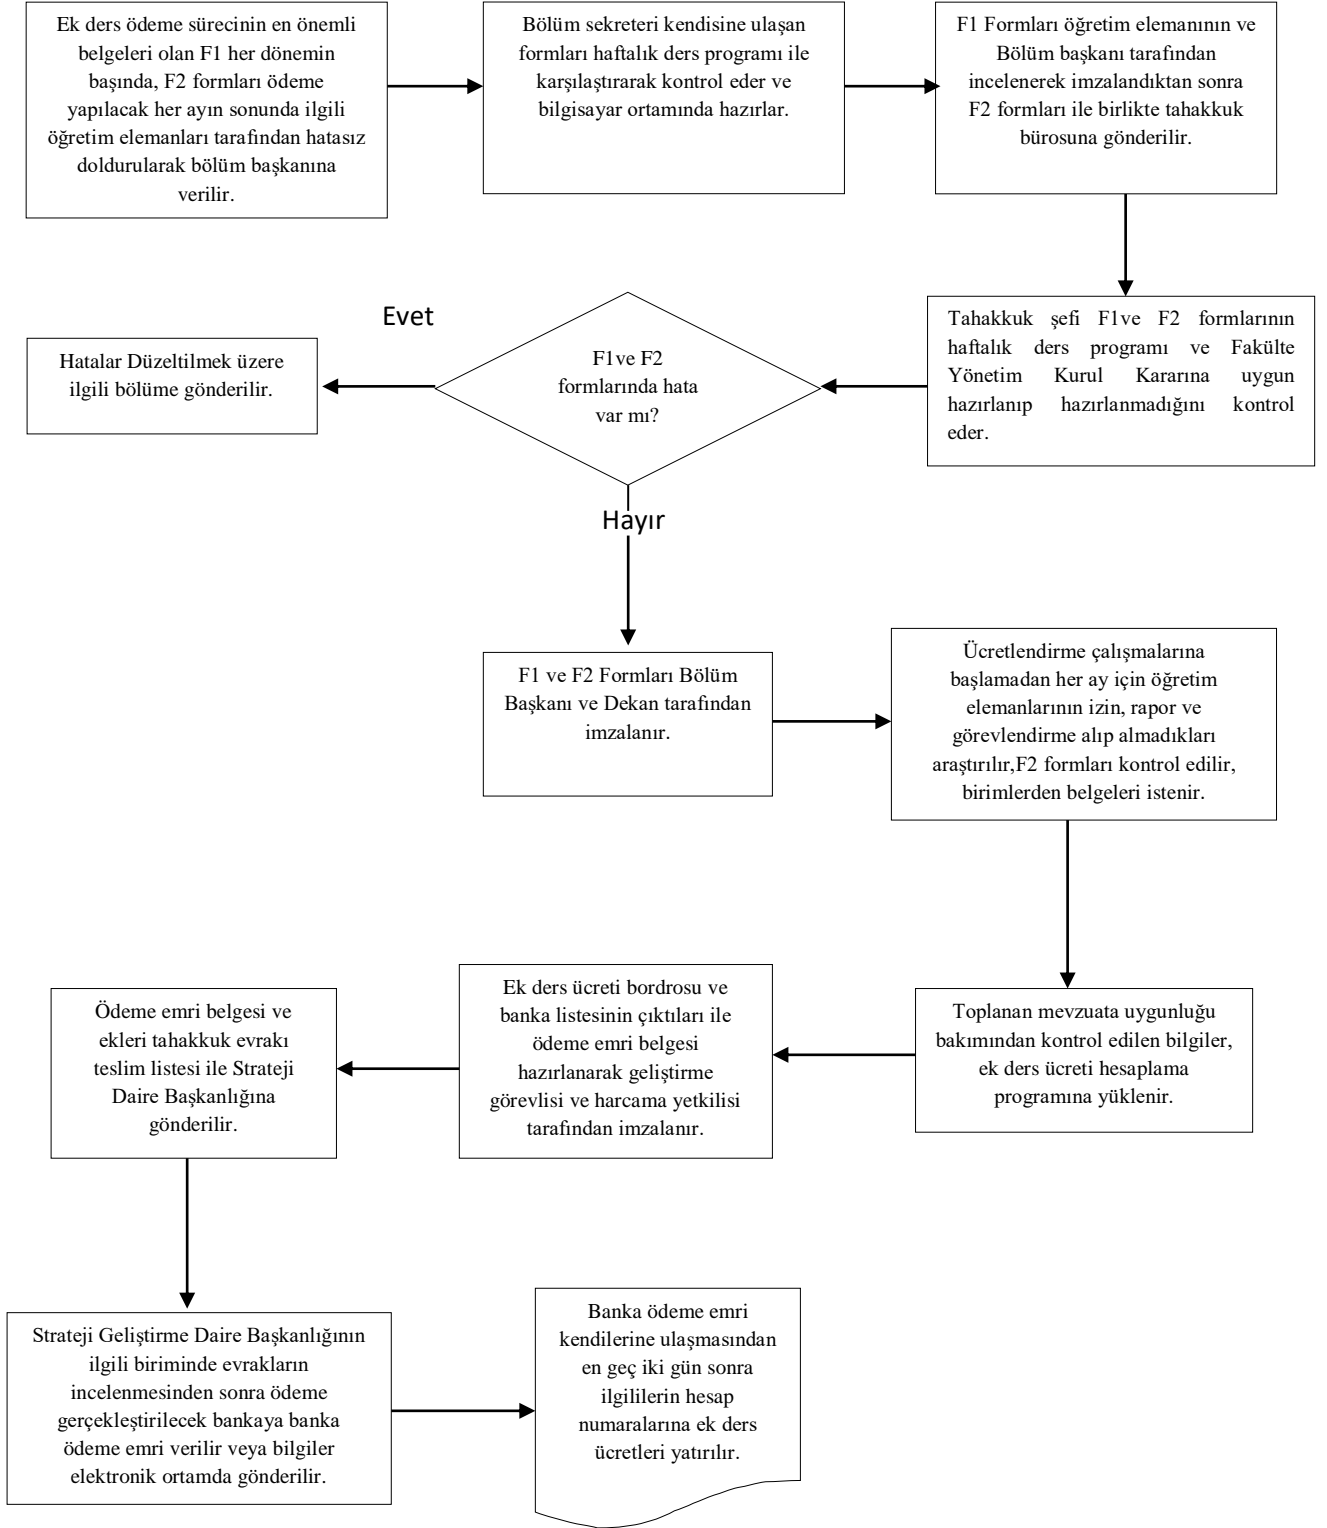 Ek ders ödeme sürecinin en önemli
belgeleri olan F1 her dönemin
başında, F2 formları ödeme
yapılacak her ayın sonunda ilgili
öğretim elemanları tarafından hatasız
doldurularak bölüm başkanına
verilir.
Bölüm sekreteri kendisine ulaşan
formları haftalık ders programı ile
karşılaştırarak kontrol eder ve
bilgisayar ortamında hazırlar.
F1 Formları öğretim elemanının ve
Bölüm başkanı tarafından
incelenerek imzalandıktan sonra
F2 formları ile birlikte tahakkuk
bürosuna gönderilir.
Tahakkuk şefi F1ve F2 formlarının
haftalık ders programı ve Fakülte
Yönetim Kurul Kararına uygun
hazırlanıp hazırlanmadığını kontrol
eder.
F1ve F2
formlarında hata
var mı?
Evet
Hatalar Düzeltilmek üzere
ilgili bölüme gönderilir.
Hayır
F1 ve F2 Formları Bölüm
Başkanı ve Dekan tarafından
imzalanır.
Ücretlendirme çalışmalarına
başlamadan her ay için öğretim
elemanlarının izin, rapor ve
görevlendirme alıp almadıkları
araştırılır,F2 formları kontrol edilir,
birimlerden belgeleri istenir.
Toplanan mevzuata uygunluğu
bakımından kontrol edilen bilgiler,
ek ders ücreti hesaplama
programına yüklenir.
Ek ders ücreti bordrosu ve
banka listesinin çıktıları ile
ödeme emri belgesi
hazırlanarak geliştirme
görevlisi ve harcama yetkilisi
tarafından imzalanır.
Ödeme emri belgesi ve
ekleri tahakkuk evrakı
teslim listesi ile Strateji
Daire Başkanlığına
gönderilir.
Strateji Geliştirme Daire Başkanlığının
ilgili biriminde evrakların
incelenmesinden sonra ödeme
gerçekleştirilecek bankaya banka
ödeme emri verilir veya bilgiler
elektronik ortamda gönderilir.
Banka ödeme emri
kendilerine ulaşmasından
en geç iki gün sonra
ilgililerin hesap
numaralarına ek ders
ücretleri yatırılır.